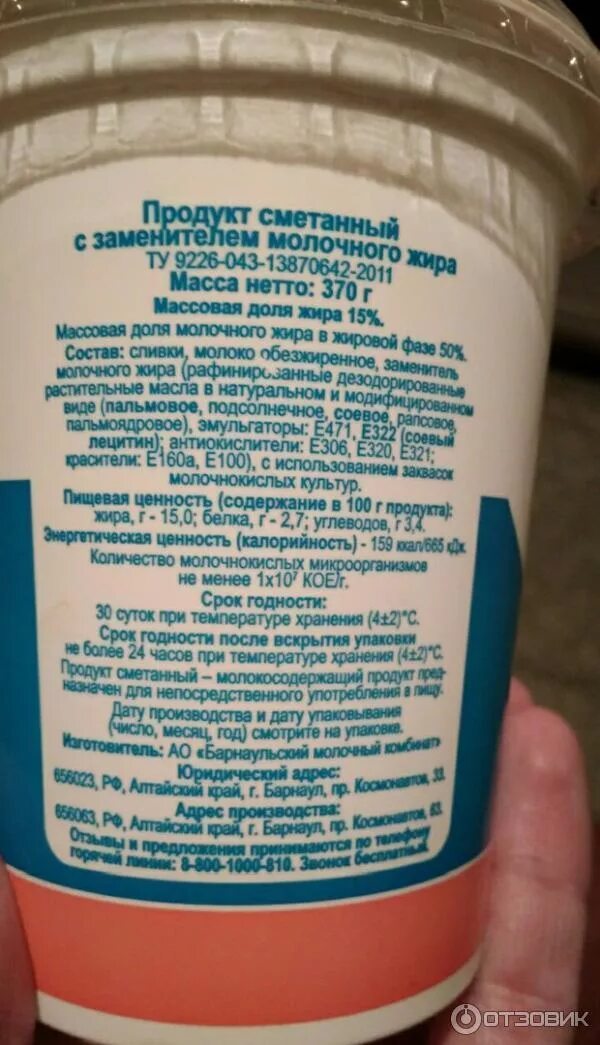 Продукт сметанный
с заменителем молочного жира
ТУ 9226-043-13870642-2011
Масса нетто: 370 г
Массовая доля жира 15%.
Массовая доля молочного жира в жировой фазе 50%.
Состав: сливки, молоко обезжиренное, заменитель
молочного жира (рафинированные дезодорированные
растительные масла в натуральном и модифицированном
виде (пальмовое, подсолнечное, соевое, рапсовое,
пальмоядровое), эмульгаторы: Е471, Е322 (соевый
лецитин); антиокислители: Е306, Е320, Е321;
красители: Е160а, Е100), с использованием заквасок
молочнокислых культур.
Пищевая ценность (содержание в 100 г продукта):
жира, г - 15,0; белка, г - 2,7; углеводов, г 3,4.
Энергетическая ценность (калорийность) - 159 ккал/665 кДж.
Количество молочнокислых микроорганизмов
не менее 1x10⁷ КОЕ/г.
Срок годности:
30 суток при температуре хранения (4±2)°С.
Срок годности после вскрытия упаковки
не более 24 часов при температуре хранения (4±2)°С.
Продукт сметанный – молокосодержащий продукт пред-
назначен для непосредственного употребления в пищу.
Дату производства и дату упаковывания
(число, месяц, год) смотрите на упаковке.
Изготовитель: АО «Барнаульский молочный комбинат»
Юридический адрес:
656023, РФ, Алтайский край, г. Барнаул, пр. Космонавтов, 33.
Адрес производства:
656063, РФ, Алтайский край, г. Барнаул, пр. Космонавтов, 63.
Отзывы и предложения принимаются по телефону
горячей линии: 8-800-1000-810. Звонок бесплатный.
ОТЗОВИК